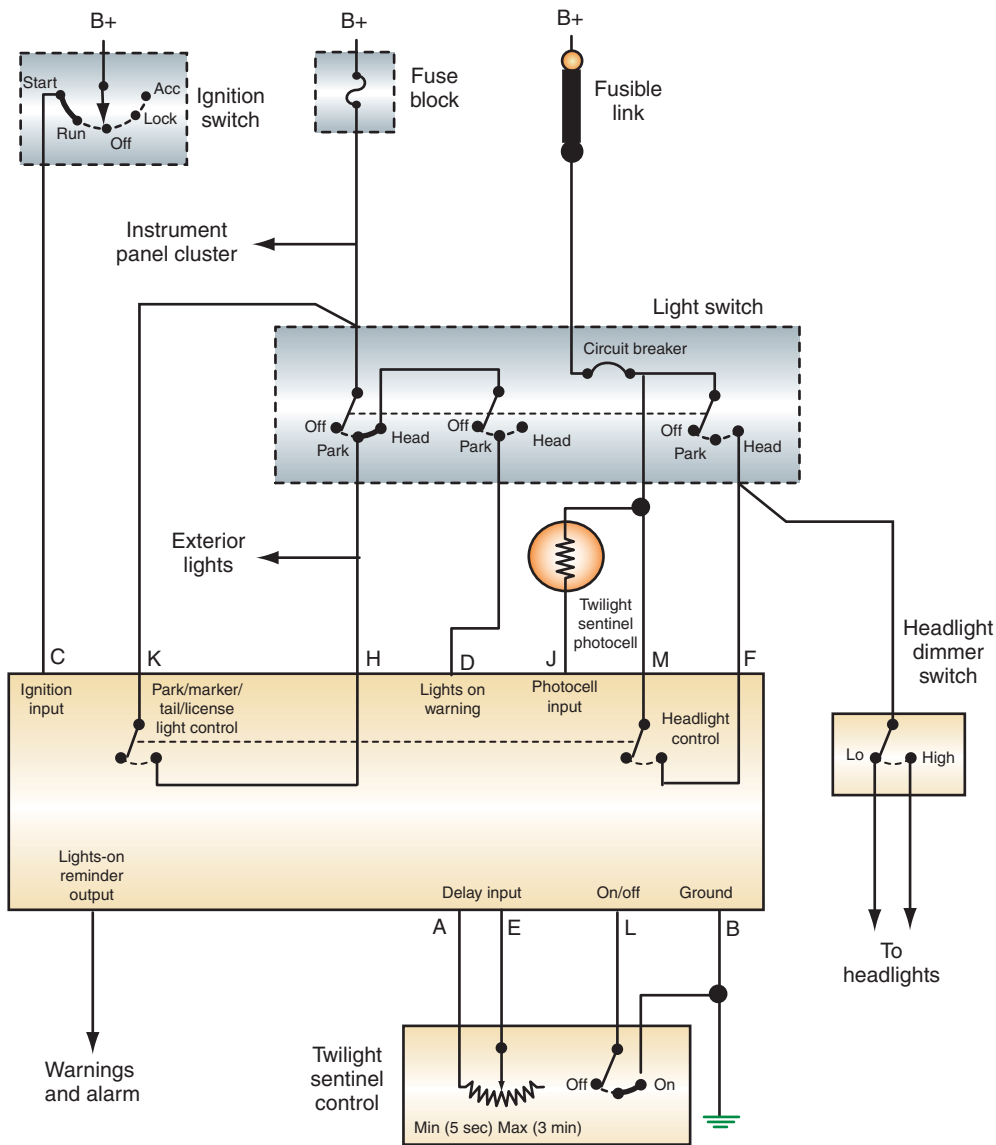 B+
B+
B+
Start
Acc
Lock
Run
Off
Ignition
switch
Fuse
block
Fusible
link
Instrument
panel cluster
Light switch
Circuit breaker
Off
Park
Head
Off
Park
Head
Off
Park
Head
Exterior
lights
Twilight
sentinel
photocell
Headlight
dimmer
switch
C
K
H
D
J
M
F
Ignition
input
Park/marker/
tail/license
light control
Lights on
warning
Photocell
input
Headlight
control
Lo
High
Lights-on
reminder
output
Delay input
On/off
Ground
A
E
L
B
To
headlights
Warnings
and alarm
Twilight
sentinel
control
Off
On
Min (5 sec) Max (3 min)